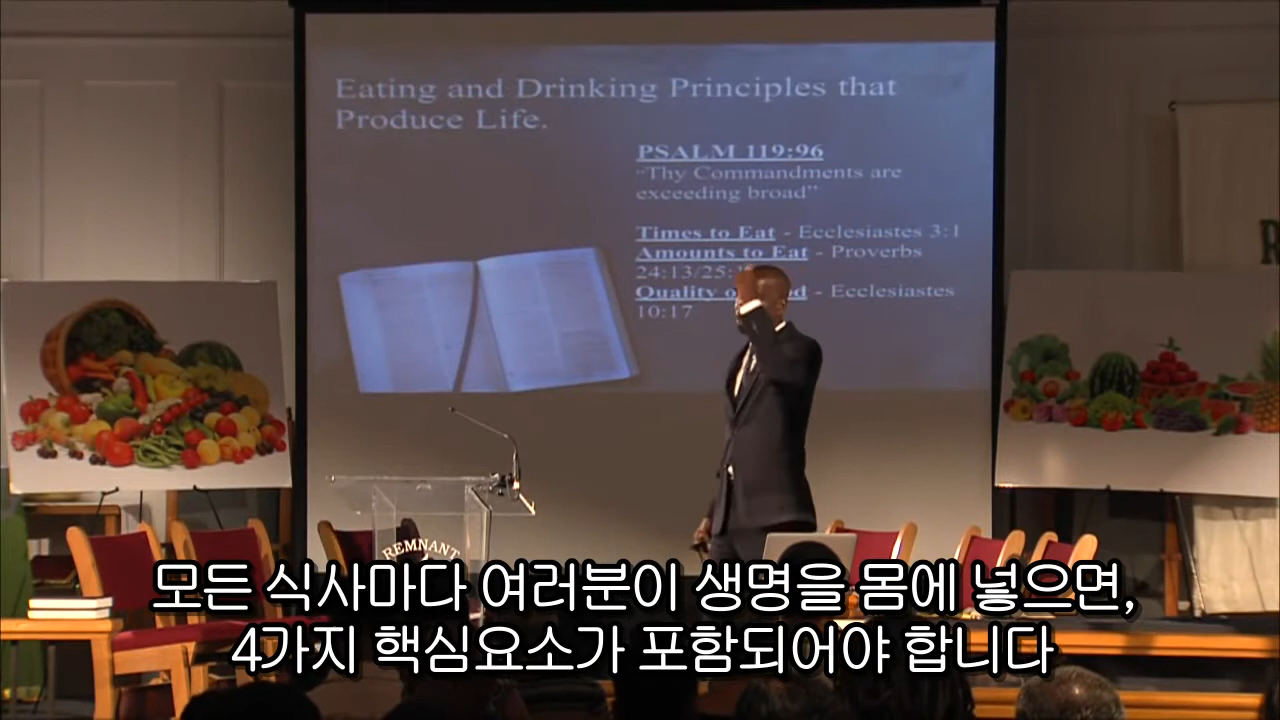 Eating and Drinking Principles that
Produce Life.
PSALM 119:96
"Thy Commandments are
exceeding broad"
Times to Eat - Ecclesiastes 3:1
Amounts to Eat - Proverbs
24:13/25:
Quality - Ecclesiastes
10:17
REMNANT
모든 식사마다 여러분이 생명을 몸에 넣으면,
4가지 핵심요소가 포함되어야 합니다